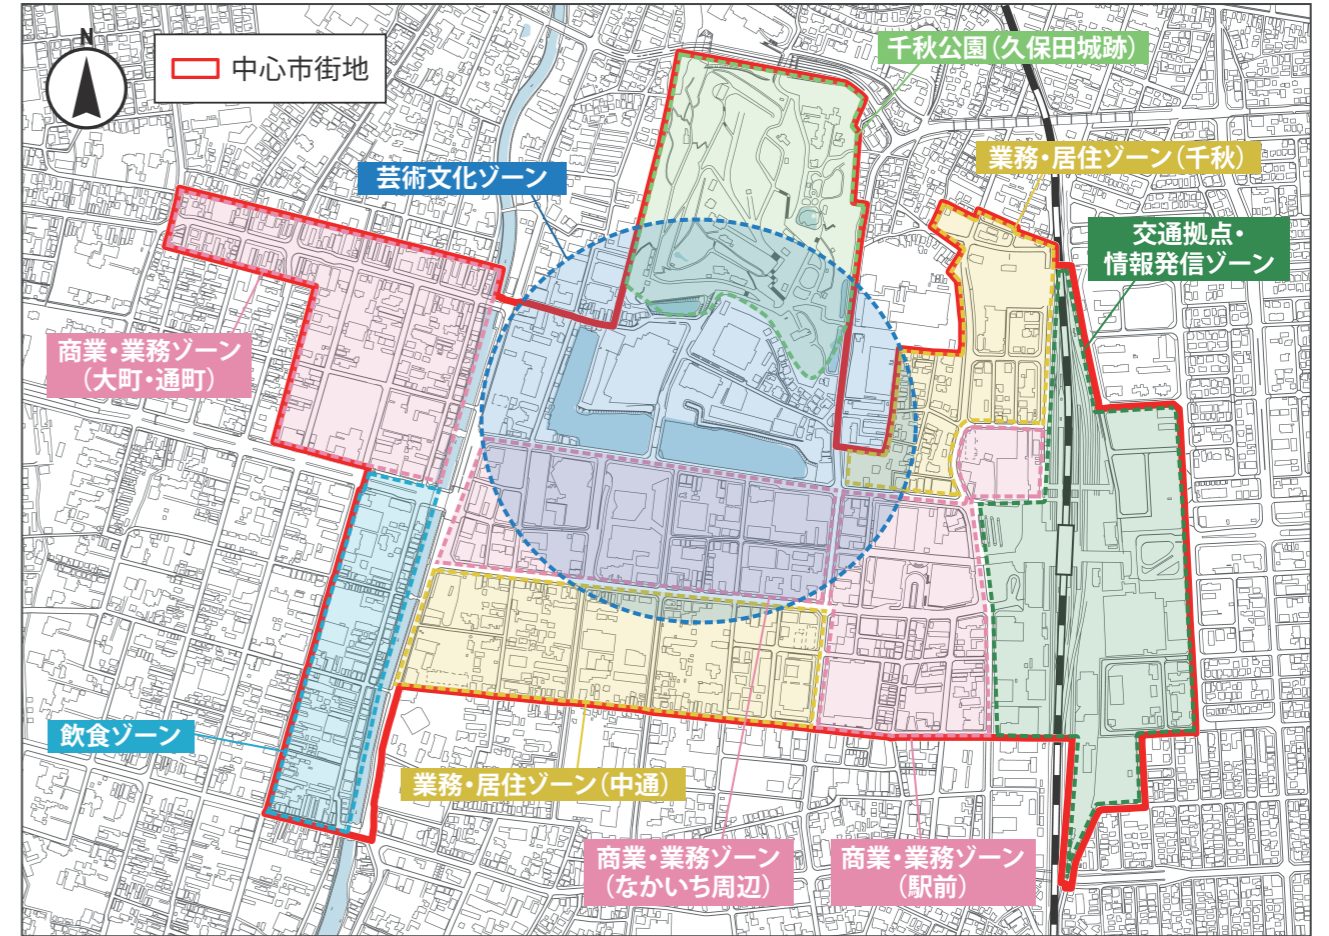 N
中心市街地
千秋公園(久保田城跡)
業務・居住ゾーン(千秋)
芸術文化ゾーン
交通拠点・
情報発信ゾーン
商業・業務ゾーン
(大町・通町)
飲食ゾーン
業務・居住ゾーン(中通)
商業・業務ゾーン
(なかいち周辺)
商業・業務ゾーン
(駅前)